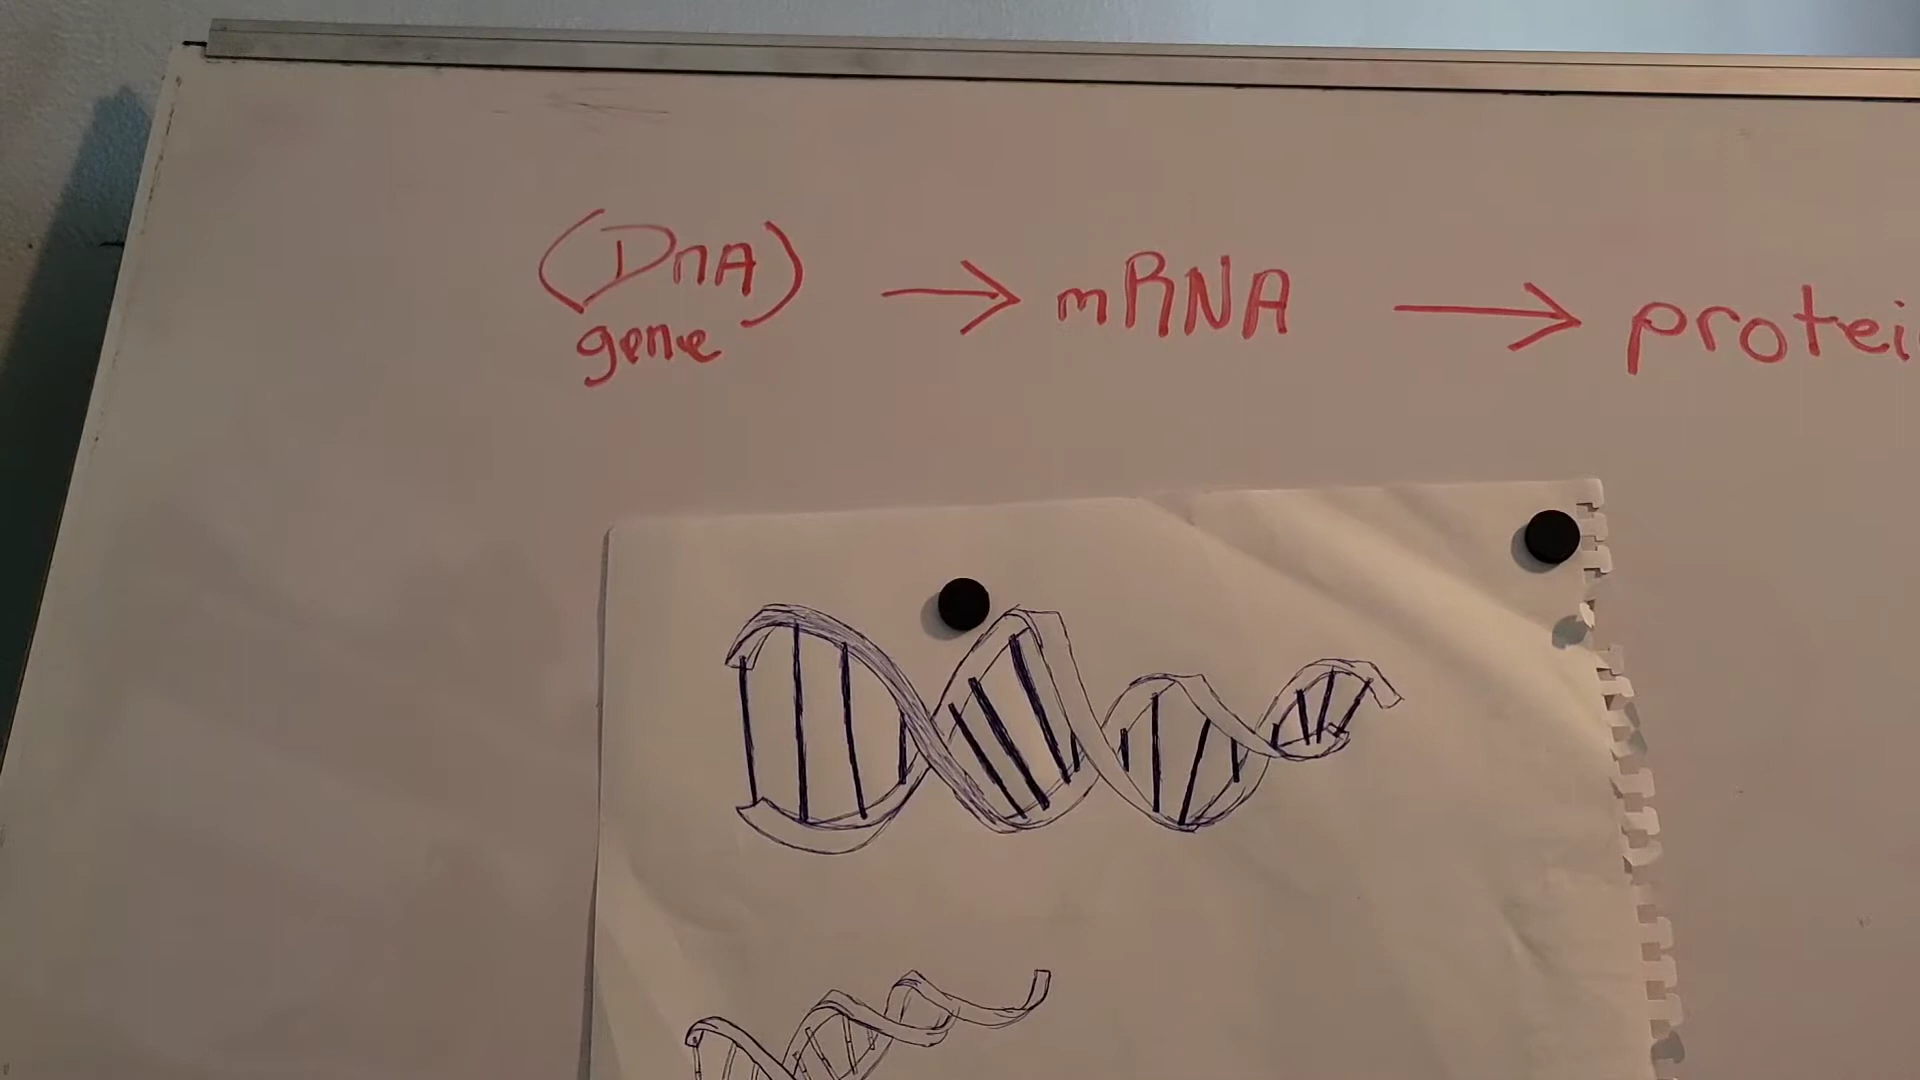 (DnA) → mRNA → protei
gene